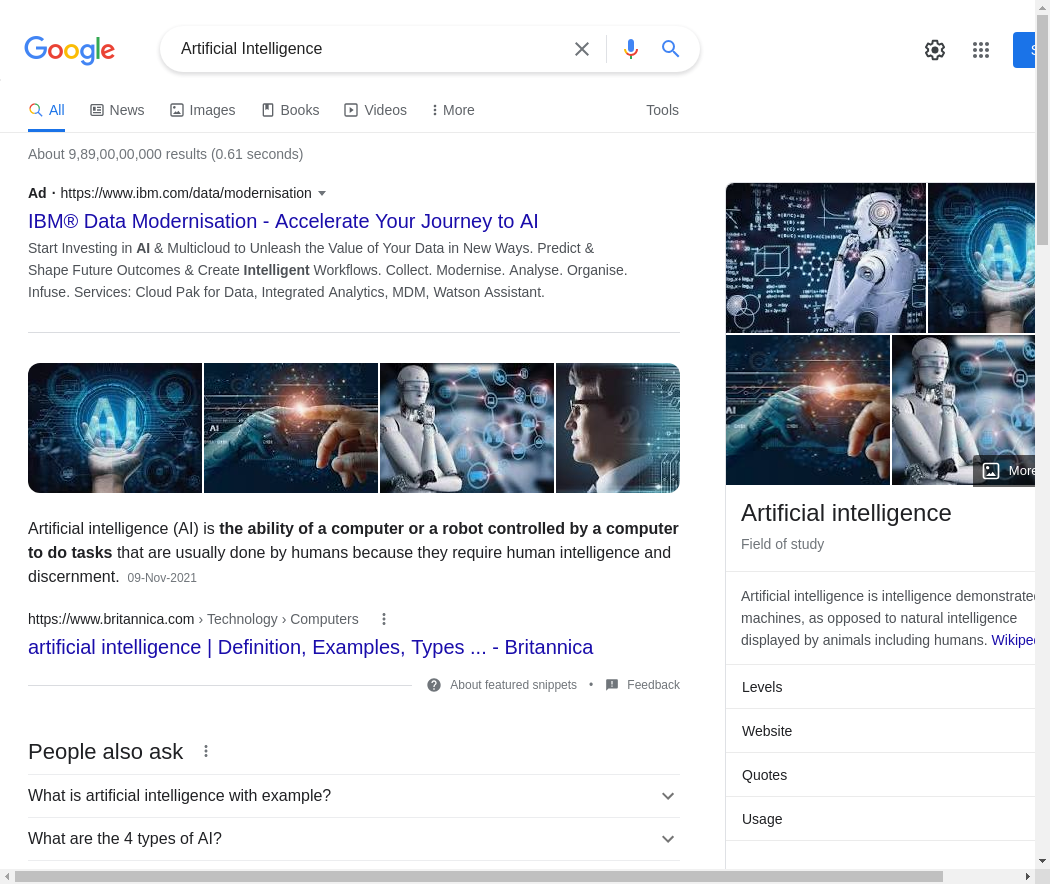 Google
Artificial Intelligence
All
News
Images
Books
Videos
More
Tools
About 9,89,00,00,000 results (0.61 seconds)
Ad · https://www.ibm.com/data/modernisation
IBM® Data Modernisation - Accelerate Your Journey to AI
Start Investing in AI & Multicloud to Unleash the Value of Your Data in New Ways. Predict &
Shape Future Outcomes & Create Intelligent Workflows. Collect. Modernise. Analyse. Organise.
Infuse. Services: Cloud Pak for Data, Integrated Analytics, MDM, Watson Assistant.
AI
AI
Artificial intelligence (AI) is the ability of a computer or a robot controlled by a computer
to do tasks that are usually done by humans because they require human intelligence and
discernment. 09-Nov-2021
https://www.britannica.com › Technology › Computers
artificial intelligence | Definition, Examples, Types ... - Britannica
About featured snippets • Feedback
People also ask
What is artificial intelligence with example?
What are the 4 types of AI?
AI
AI
More
Artificial intelligence
Field of study
Artificial intelligence is intelligence demonstrated
machines, as opposed to natural intelligence
displayed by animals including humans. Wikipe
Levels
Website
Quotes
Usage